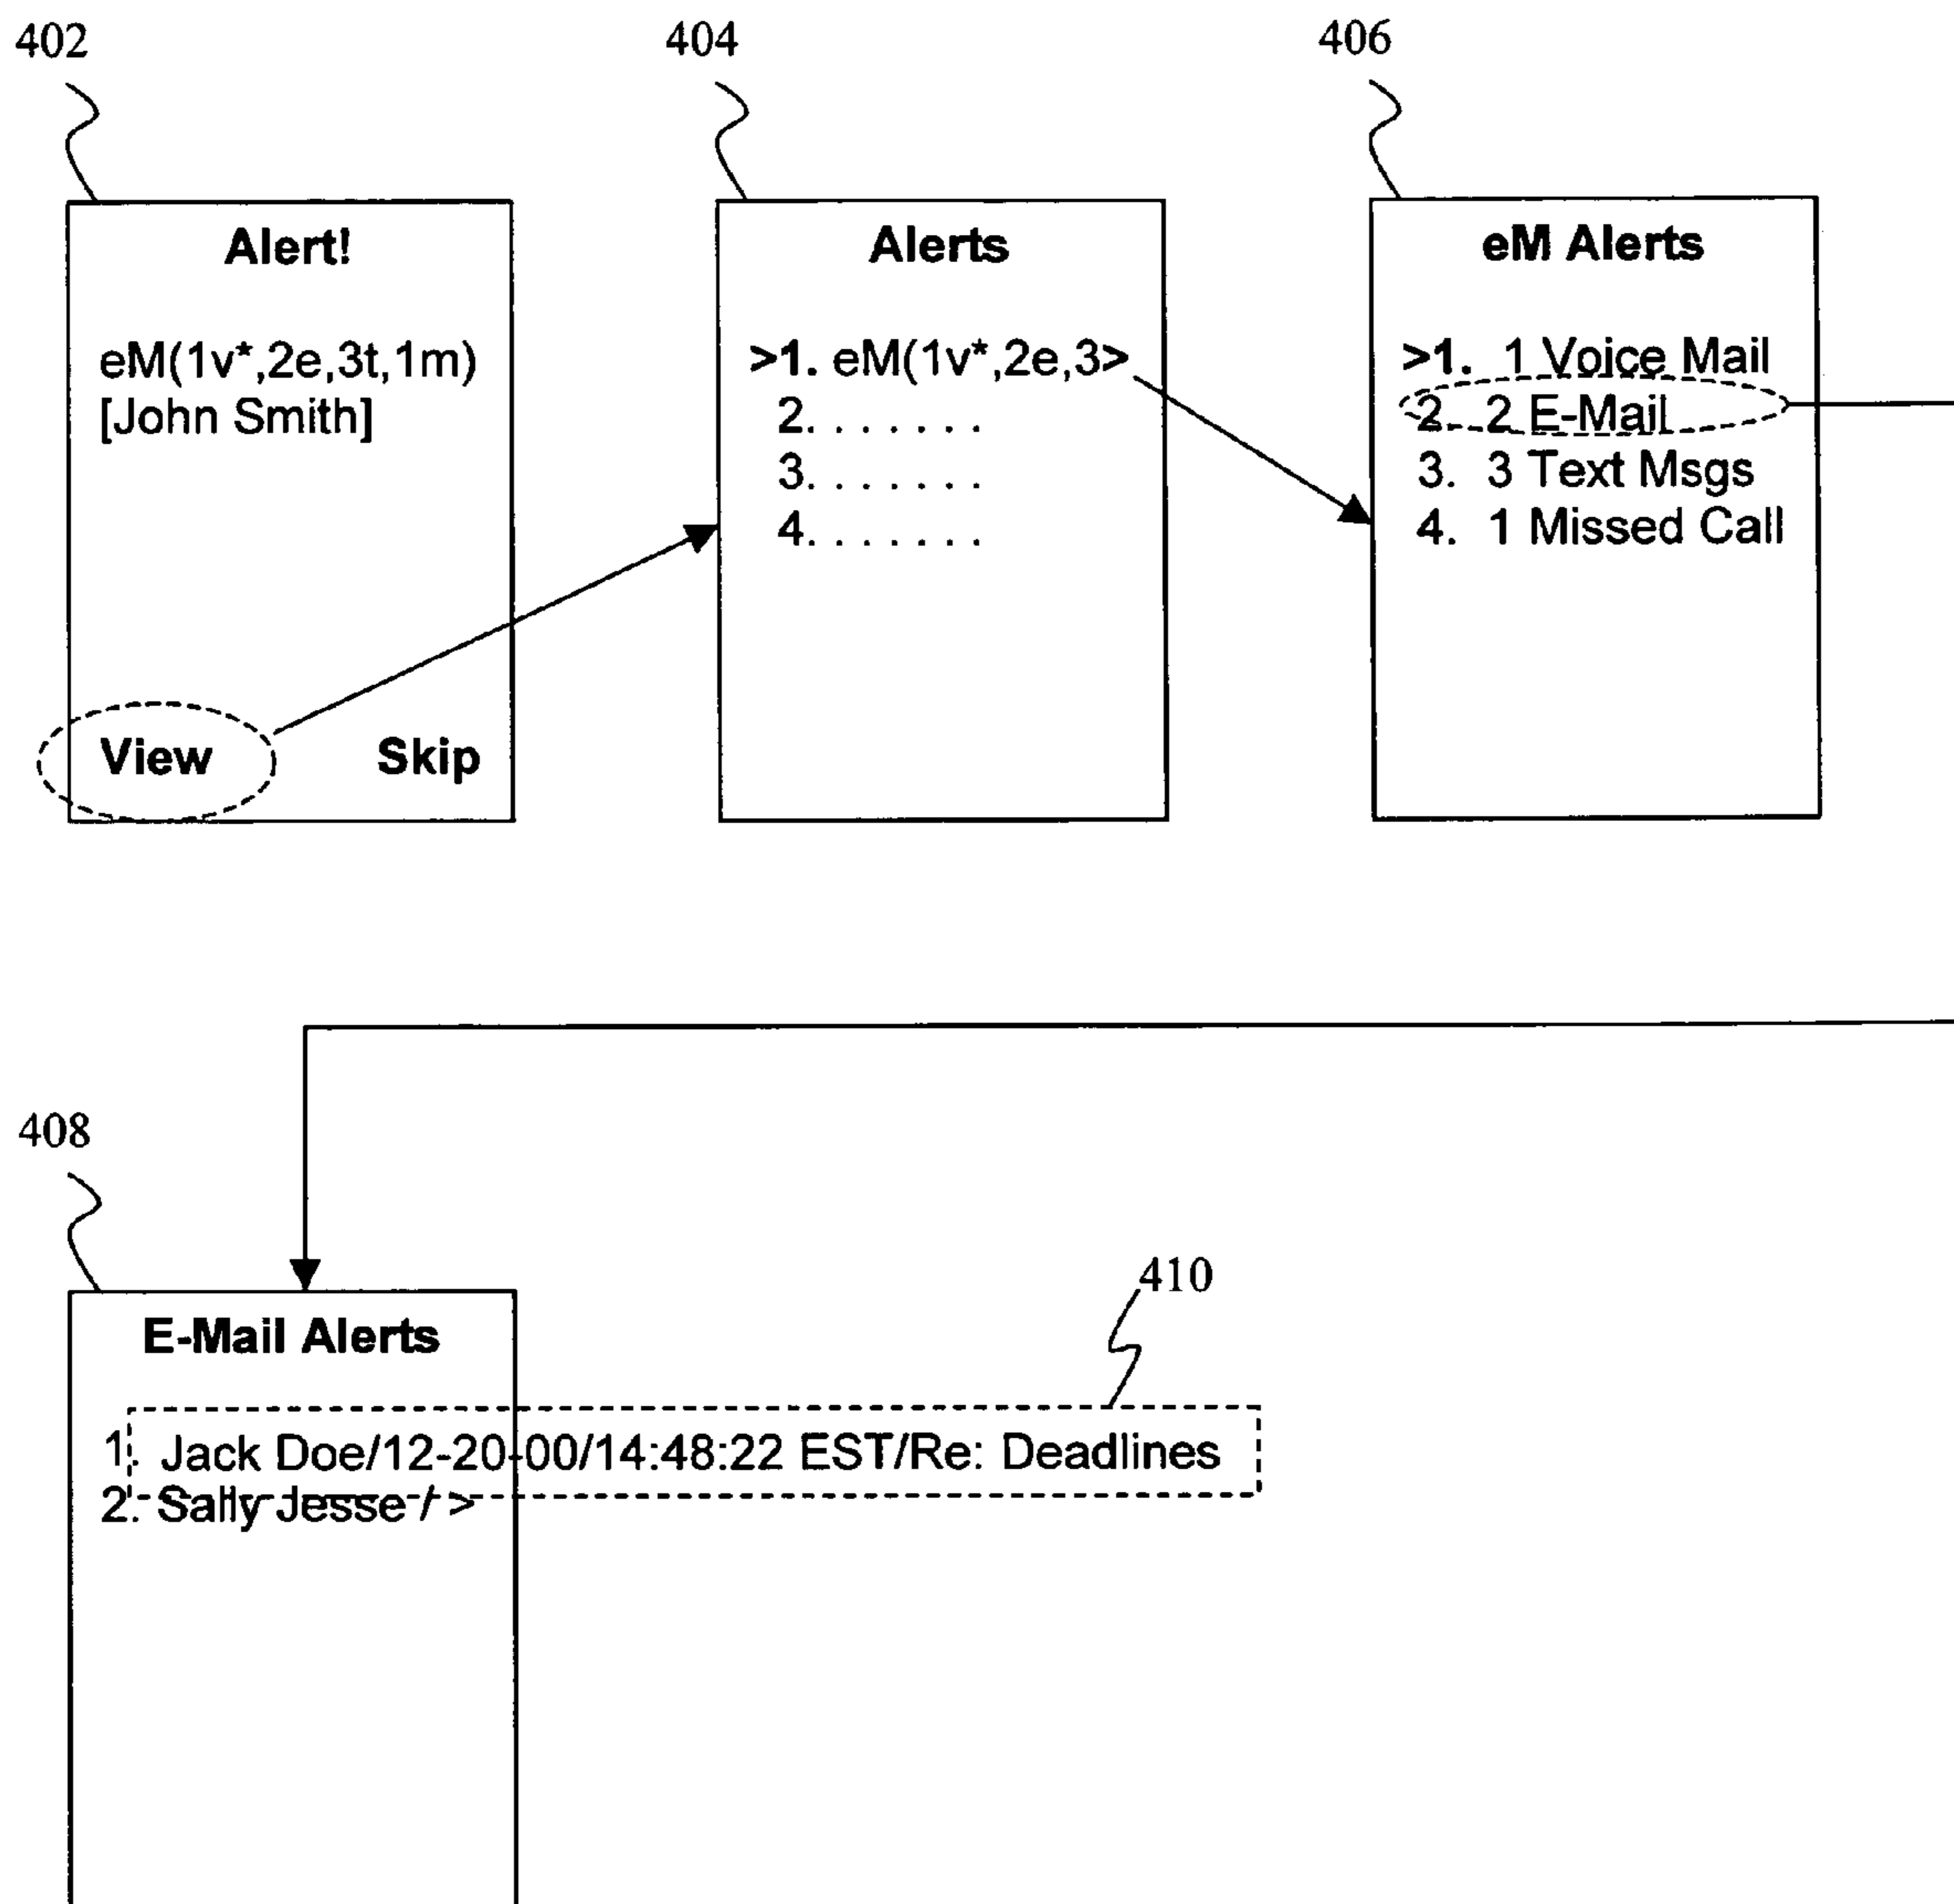 402
404
406
Alert!
eM(1v*,2e,3t,1m)
[John Smith]
View Skip
Alerts
>1. eM(1v*,2e,3>
2. . . . . . .
3. . . . . . .
4. . . . . . .
eM Alerts
>1. 1 Voice Mail
2. 2 E-Mail
3. 3 Text Msgs
4. 1 Missed Call
408
410
E-Mail Alerts
1. Jack Doe/12-20-00/14:48:22 EST/Re: Deadlines
2. Sally Jesse / >